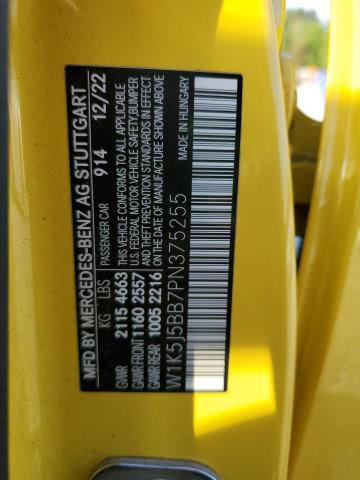 MFD BY MERCEDES-BENZ AG STUTTGART
PASSENGER CAR 914 12/22
KG LBS
GVWR 2115 4663
GAWR FRONT 1160 2557
GAWR REAR 1005 2216
THIS VEHICLE CONFORMS TO ALL APPLICABLE
U.S. FEDERAL MOTOR VEHICLE SAFETY,BUMPER
AND THEFT PREVENTION STANDARDS IN EFFECT
ON THE DATE OF MANUFACTURE SHOWN ABOVE
W1K5J5BB7PN375255
MADE IN HUNGARY